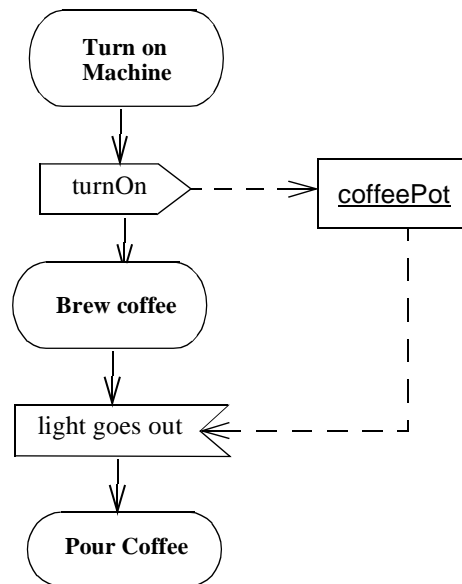 Turn on
Machine
turnOn
coffeePot
Brew coffee
light goes out
Pour Coffee